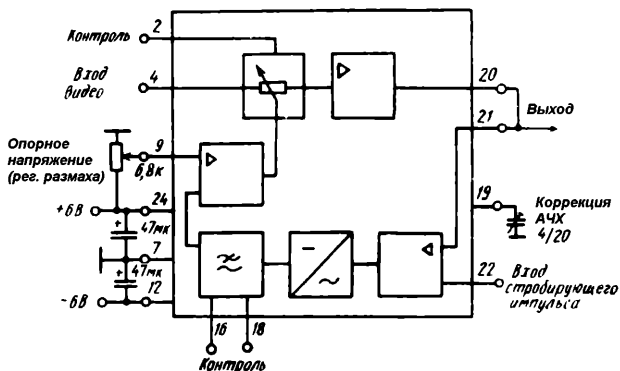 Контроль
2
Вход
видео
4
20
21
Выход
Опорное
напряжение
(рег. размаха)
9
6,8к
+6В
24
+
47мк
7
+
47мк
-6В
12
19
Коррекция
АЧХ
4/20
22
Вход
стробирующего
импульса
16
18
Контроль